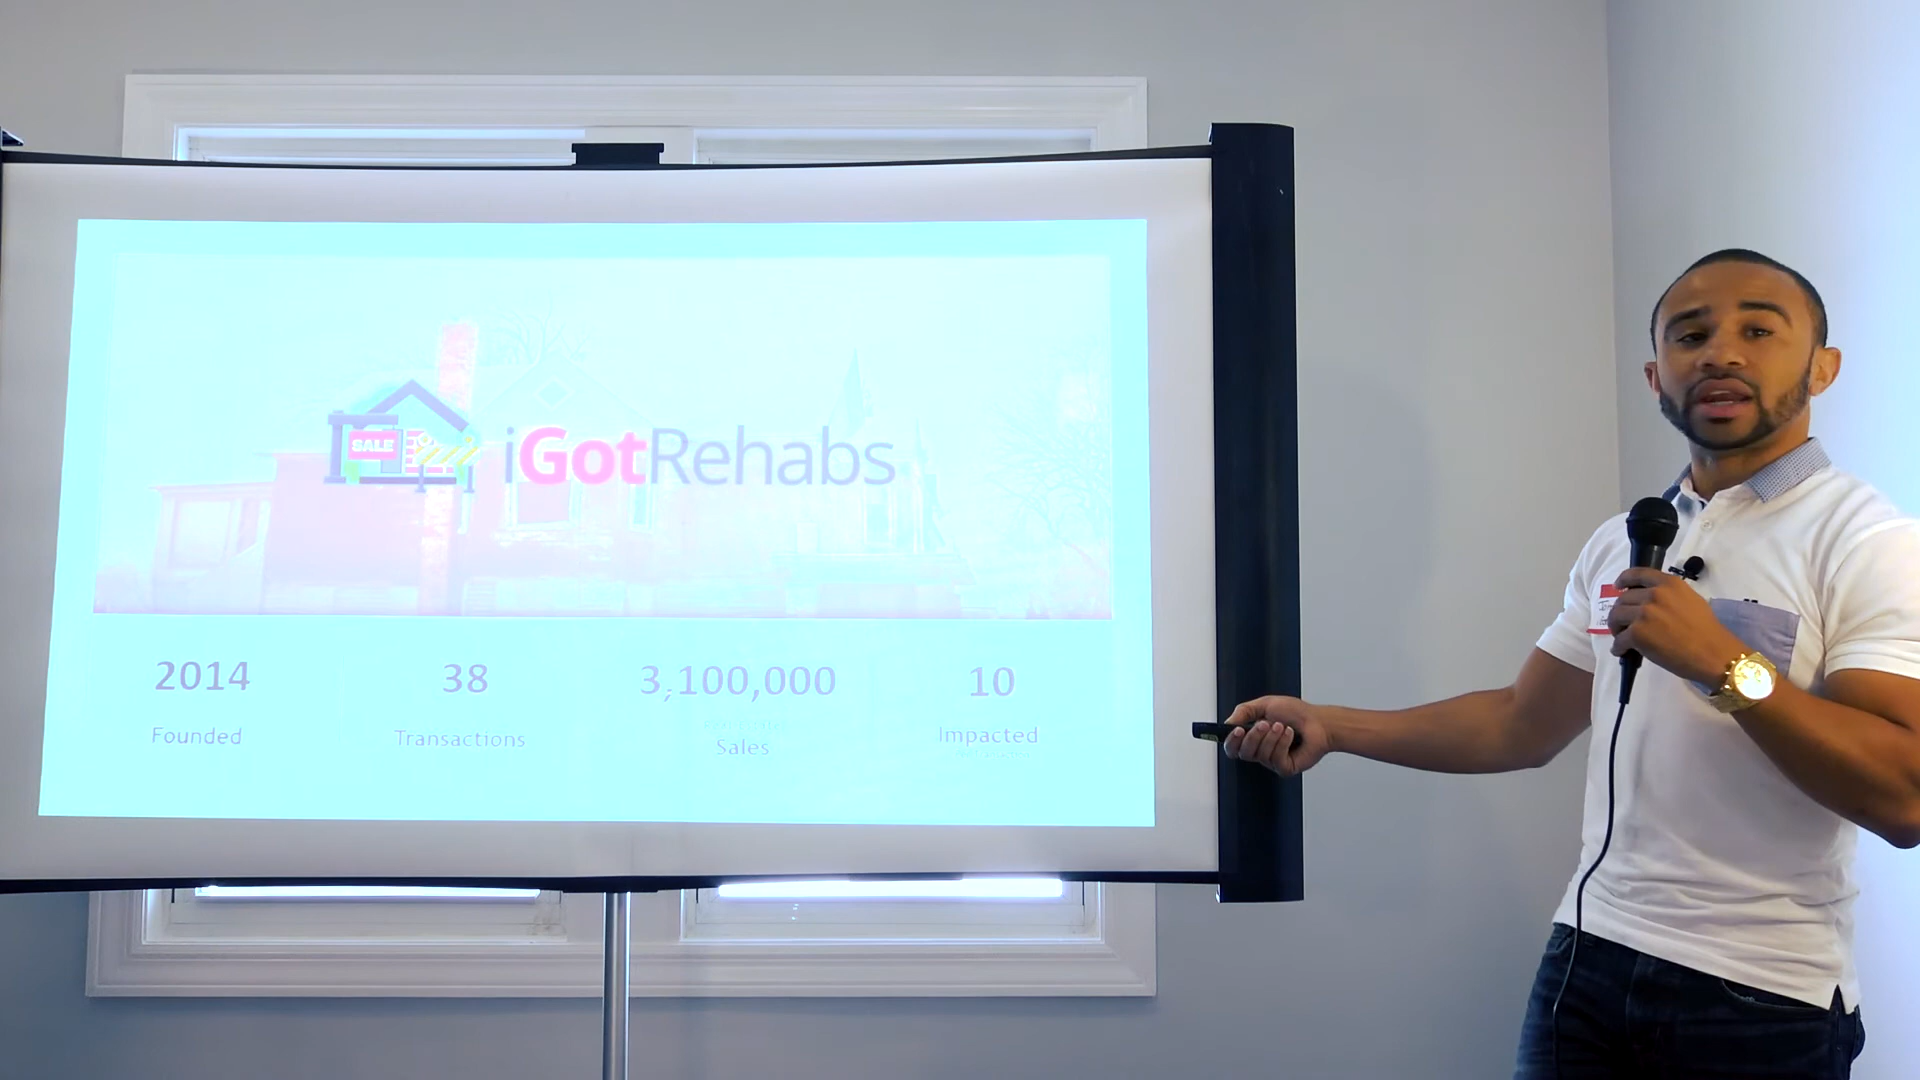 SALE
iGotRehabs
2014
38
3,100,000
10
Founded
Transactions
Sales
Impacted